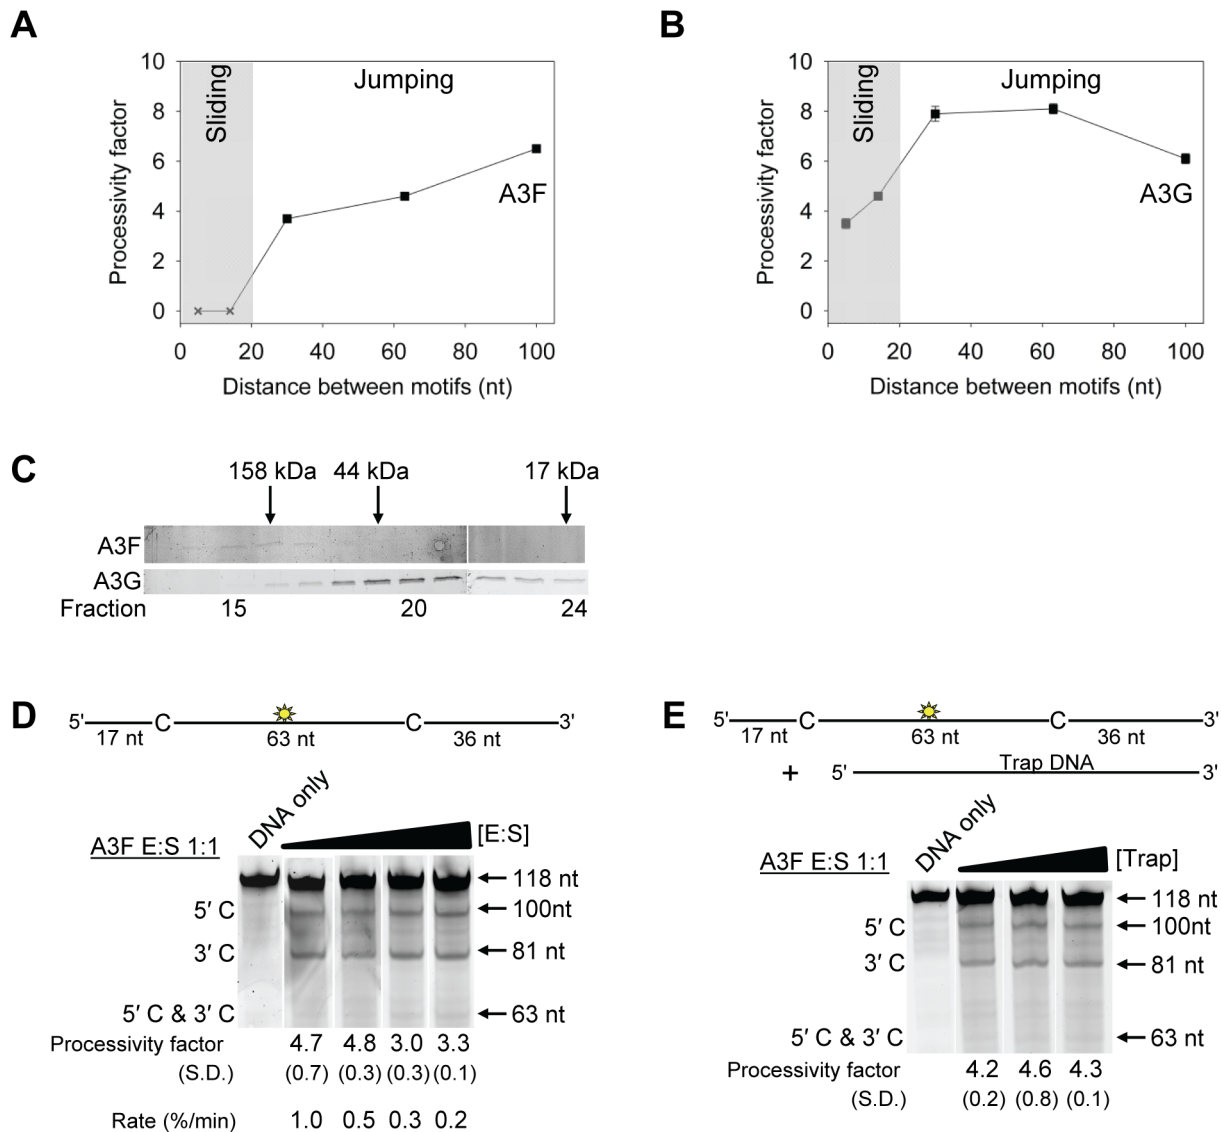 A
B
10
8
6
4
2
0
Processivity factor
Sliding
Jumping
A3F
0 20 40 60 80 100
Distance between motifs (nt)
10
8
6
4
2
0
Processivity factor
Sliding
Jumping
A3G
0 20 40 60 80 100
Distance between motifs (nt)
C
158 kDa 44 kDa 17 kDa
A3F
A3G
Fraction 15 20 24
D
5′ C C 3′
17 nt 63 nt 36 nt
DNA only
[E:S]
A3F E:S 1:1
118 nt
5′ C 100nt
3′ C 81 nt
5′ C & 3′ C 63 nt
Processivity factor 4.7 4.8 3.0 3.3
(S.D.) (0.7) (0.3) (0.3) (0.1)
Rate (%/min) 1.0 0.5 0.3 0.2
E
5′ C C 3′
17 nt 63 nt 36 nt
+ 5′ Trap DNA 3′
DNA only
[Trap]
A3F E:S 1:1
118 nt
5′ C 100nt
3′ C 81 nt
5′ C & 3′ C 63 nt
Processivity factor 4.2 4.6 4.3
(S.D.) (0.2) (0.8) (0.1)